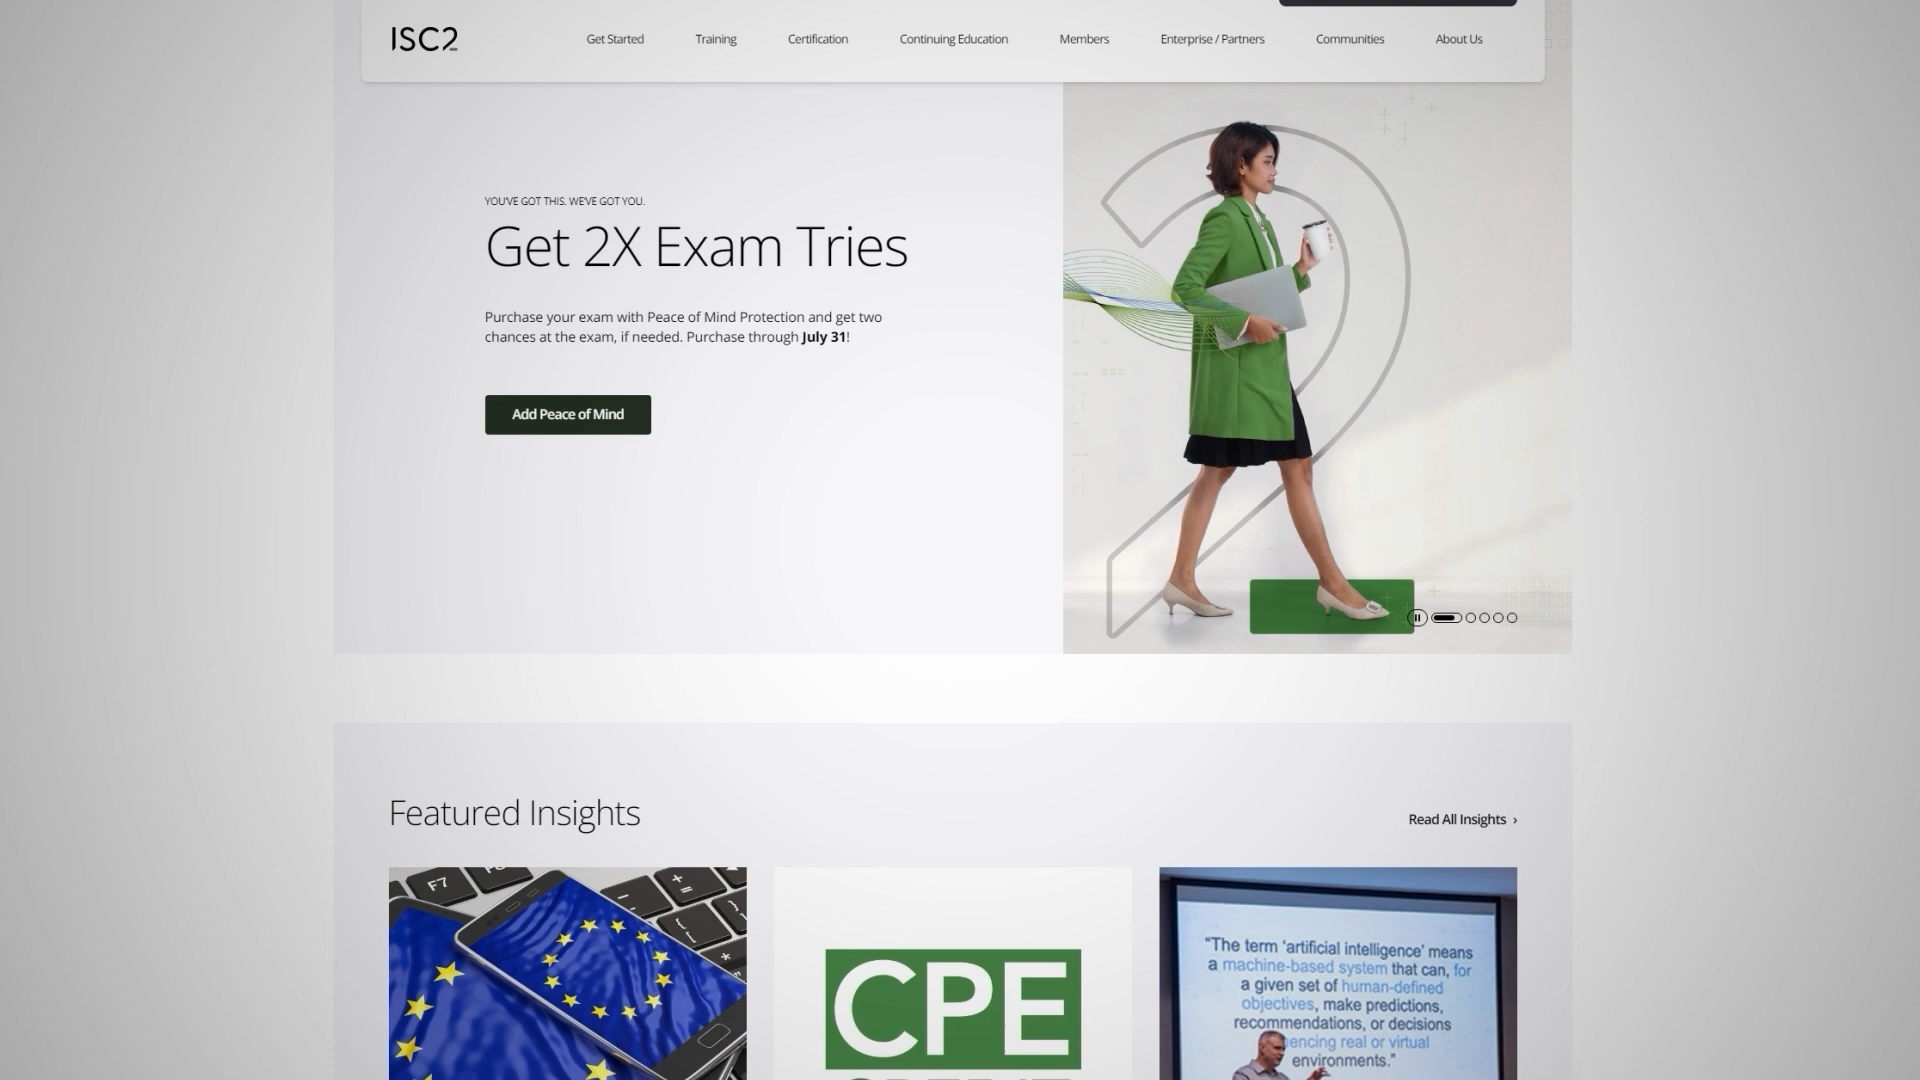 ISC2
Get Started
Training
Certification
Continuing Education
Members
Enterprise / Partners
Communities
About Us
YOU'VE GOT THIS. WE'VE GOT YOU.
Get 2X Exam Tries
Purchase your exam with Peace of Mind Protection and get two
chances at the exam, if needed. Purchase through July 31!
Add Peace of Mind
Featured Insights
Read All Insights ›
F7
CPE
"The term 'artificial intelligence' means
a machine-based system that can, for
a given set of human-defined
objectives, make predictions,
recommendations, or decisions
real or virtual
environments."